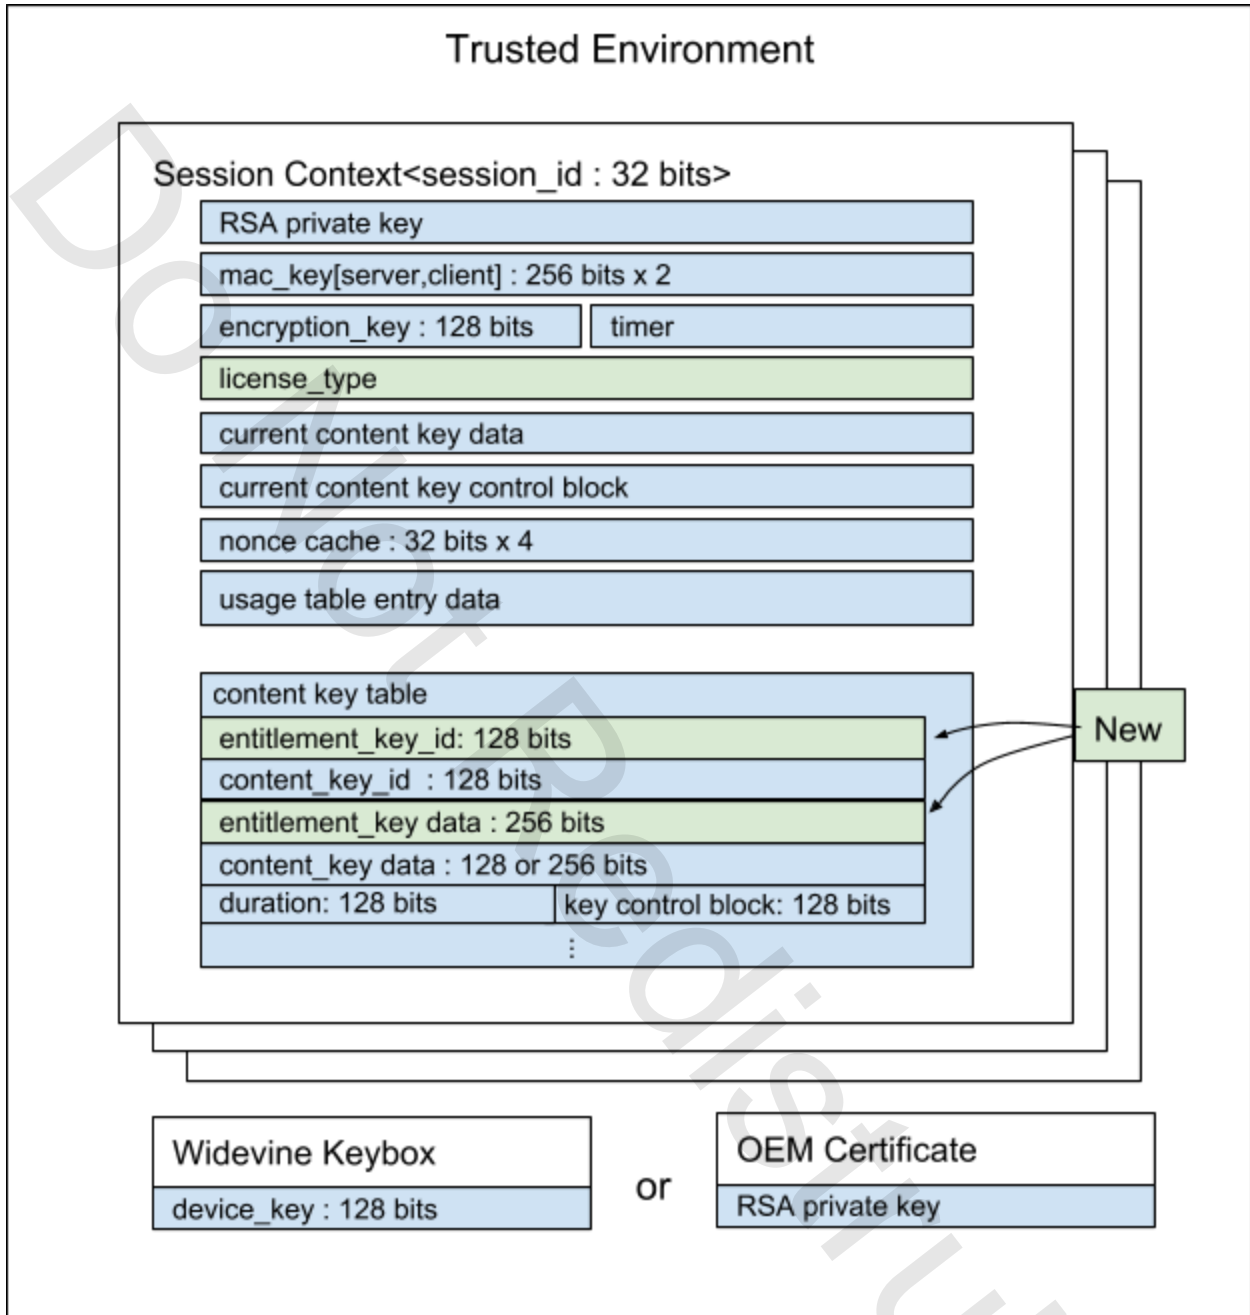 Trusted Environment
Session Context<session_id : 32 bits>
RSA private key
mac_key[server,client] : 256 bits x 2
encryption_key : 128 bits
timer
license_type
current content key data
current content key control block
nonce cache : 32 bits x 4
usage table entry data
content key table
entitlement_key_id: 128 bits
New
content_key_id : 128 bits
entitlement_key data : 256 bits
content_key data : 128 or 256 bits
duration: 128 bits
key control block: 128 bits
⋮
Widevine Keybox
device_key : 128 bits
or
OEM Certificate
RSA private key
Do Not Redistru